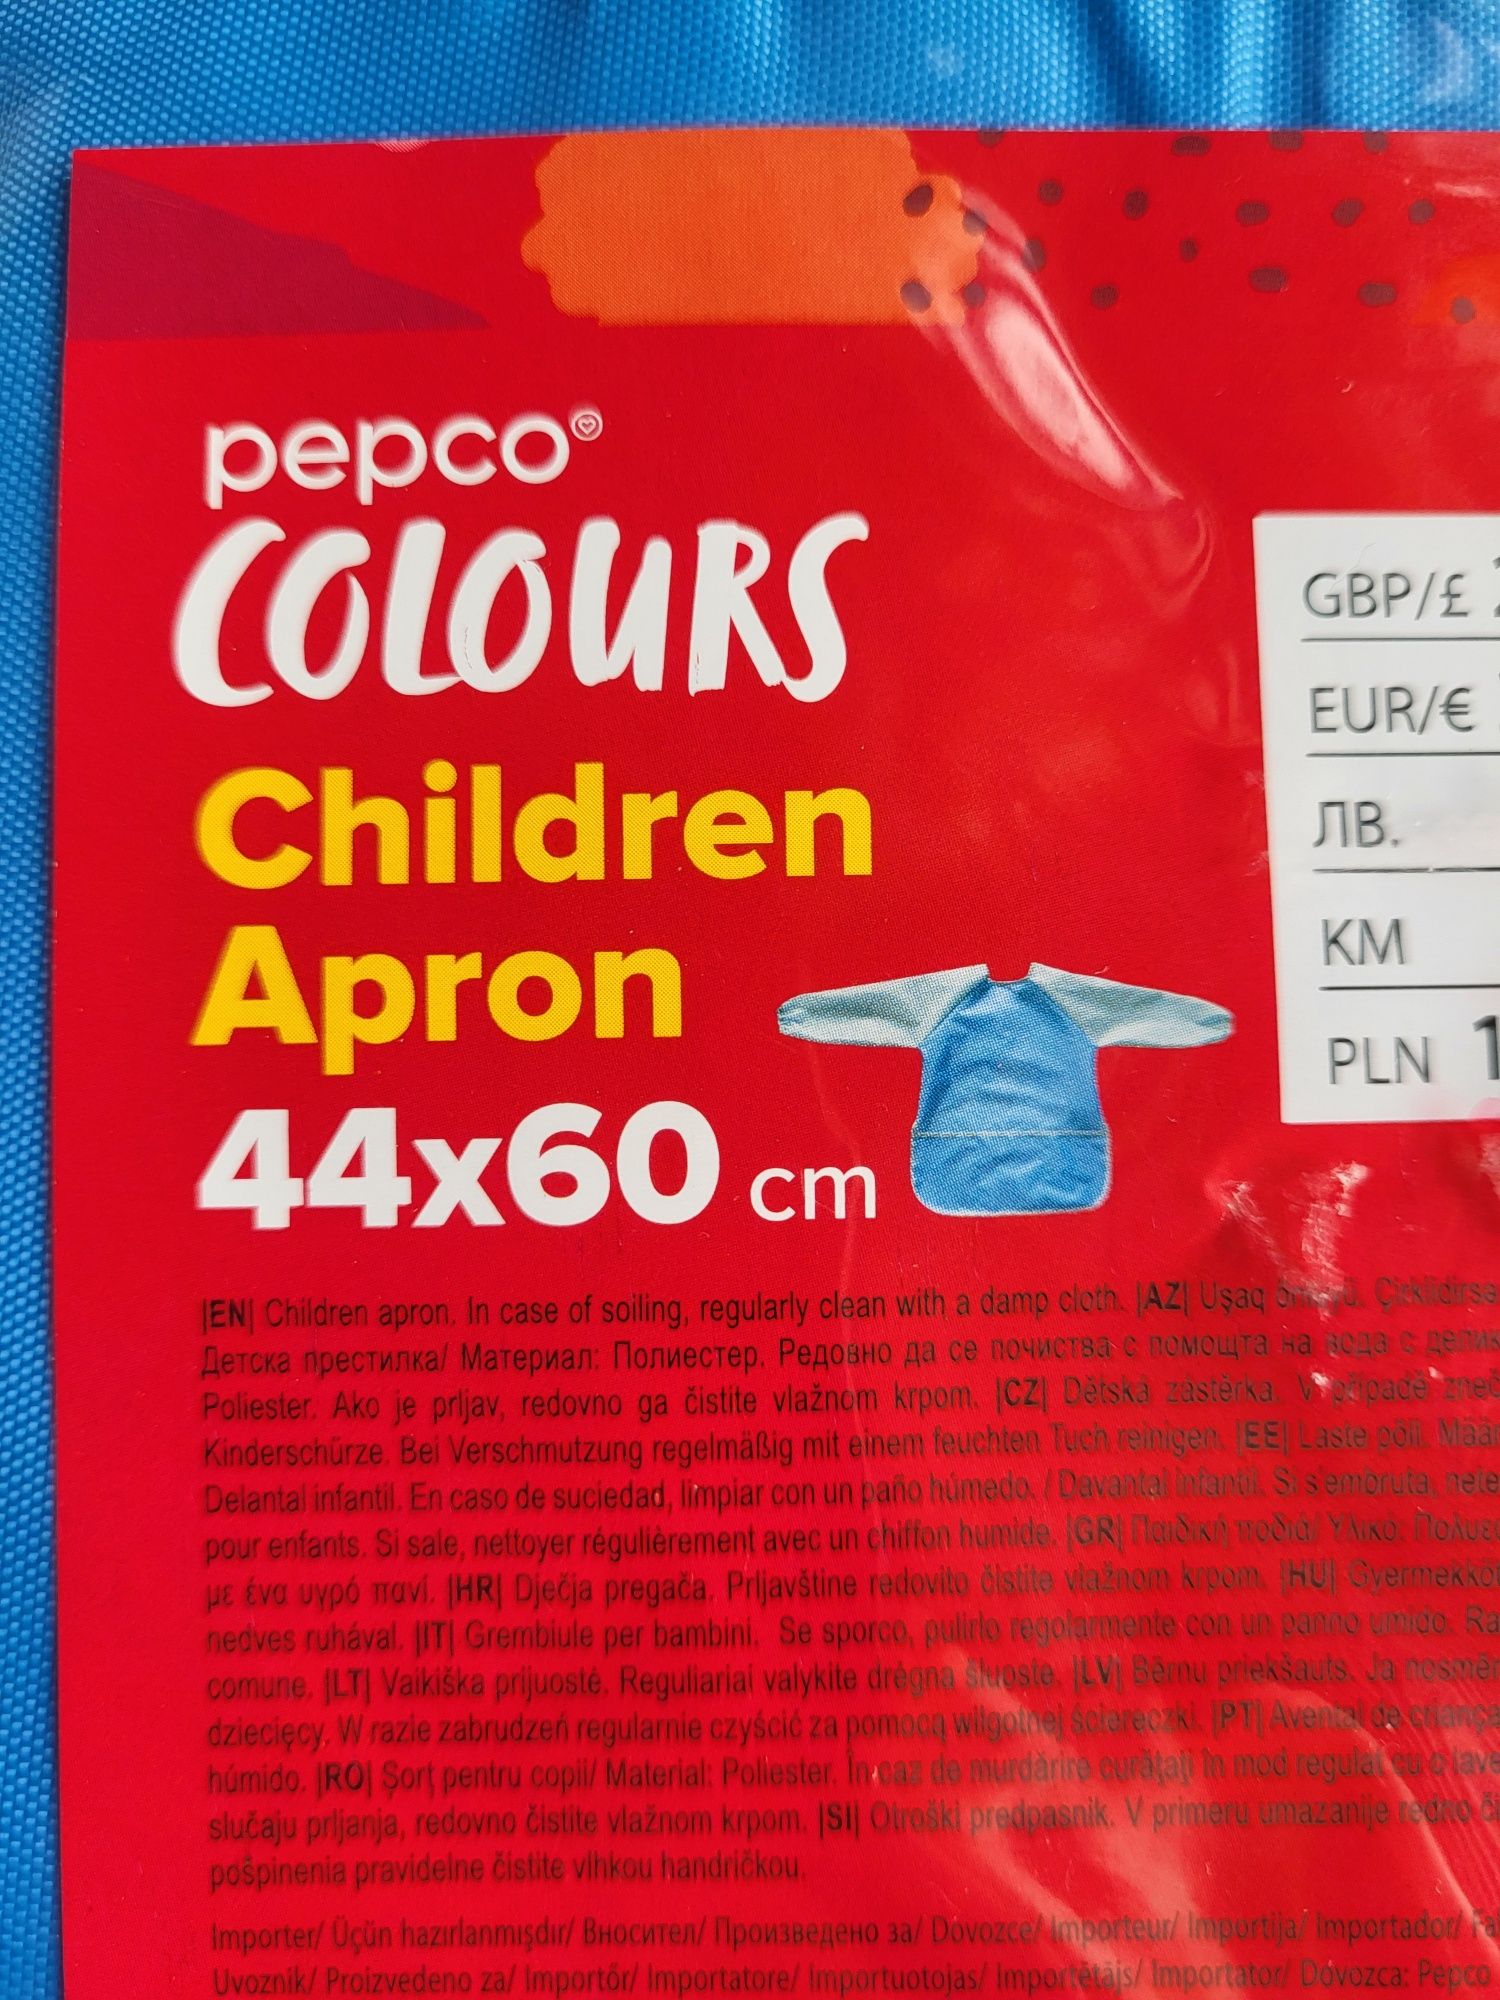 pepco
COLOURS
Children
Apron
44x60 cm
GBP/£
EUR/€
ЛВ.
KM
PLN 1
|EN| Children apron. In case of soiling, regularly clean with a damp cloth. |AZ| Uşaq önlüyü. Çirklidirsə
Детска престилка/ Материал: Полиестер. Редовно да се почиства с помощта на вода с
Poliester. Ako je prljav, redovno ga čistite vlažnom krpom. |CZ| Dětská zástěrka. V případě
Kinderschürze. Bei Verschmutzung regelmäßig mit einem feuchten Tuch reinigen. |EE| Laste põll.
Delantal infantil. En caso de suciedad, limpiar con un paño húmedo. / Davantal infantil. Si s'embruta,
pour enfants. Si sale, nettoyer régulièrement avec un chiffon humide. |GR| Παιδική ποδιά/ Υλικό:
με ένα υγρό πανί. |HR| Dječja pregača. Prljavštine redovito čistite vlažnom krpom. |HU|
nedves ruhával. |IT| Grembiule per bambini. Se sporco, pulirlo regolarmente con un panno umido.
comune. |LT| Vaikiška prijuostė. Reguliariai valykite drėgna šluoste. |LV| Bērnu priekšauts. Ja
dziecięcy. W razie zabrudzeń regularnie czyścić za pomocą wilgotnej ściereczki. |PT| Avental de
húmido. |RO| Șorț pentru copii/ Material: Poliester. În caz de murdărire curățați în mod regulat cu o
slučaju prljanja, redovno čistite vlažnom krpom. |SI| Otroški predpasnik. V primeru umazanije redno
pošpinenia pravidelne čistite vlhkou handričkou.
Importer/ Üçün hazırlanmışdır/ Вносител/ Произведено за/ Dovozce/ Importeur/ Importija/ Importador/
Uvoznik/ Proizvedeno za/ Importőr/ Importatore/ Importuotojas/ Importētājs/ Importator/ Dovozca: Pepco